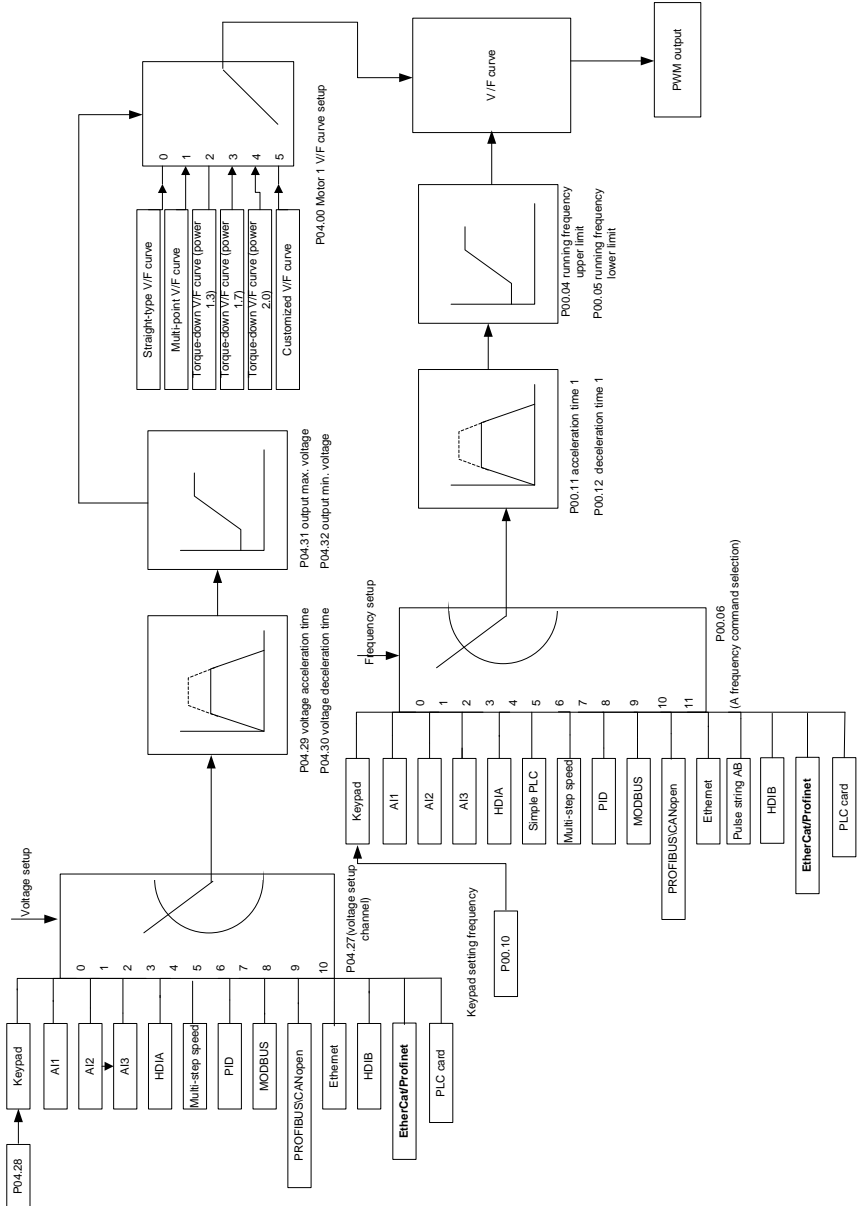 P04.28
Keypad
AI1
AI2
AI3
HDIA
Multi-step speed
PID
MODBUS
PROFIBUS\CANopen
Ethernet
HDIB
EtherCat/Profinet
PLC card
Voltage setup
0
1
2
3
4
5
6
7
8
9
10
P04.27(voltage setup
channel)
P04.29 voltage acceleration time
P04.30 voltage deceleration time
P04.31 output max. voltage
P04.32 output min. voltage
Straight-type V/F curve
Multi-point V/F curve
Torque-down V/F curve (power
1.3)
Torque-down V/F curve (power
1.7)
Torque-down V/F curve (power
2.0)
Customized V/F curve
0
1
2
3
4
5
P04.00 Motor 1 V/F curve setup
Keypad setting frequency
P00.10
Keypad
AI1
AI2
AI3
HDIA
Simple PLC
Multi-step speed
PID
MODBUS
PROFIBUS\CANopen
Ethernet
Pulse string AB
HDIB
EtherCat/Profinet
PLC card
Frequency setup
0
1
2
3
4
5
6
7
8
9
10
11
P00.06
(A frequency command selection)
P00.11 acceleration time 1
P00.12 deceleration time 1
P00.04 running frequency
upper limit
P00.05 running frequency
lower limit
V/F curve
PWM output